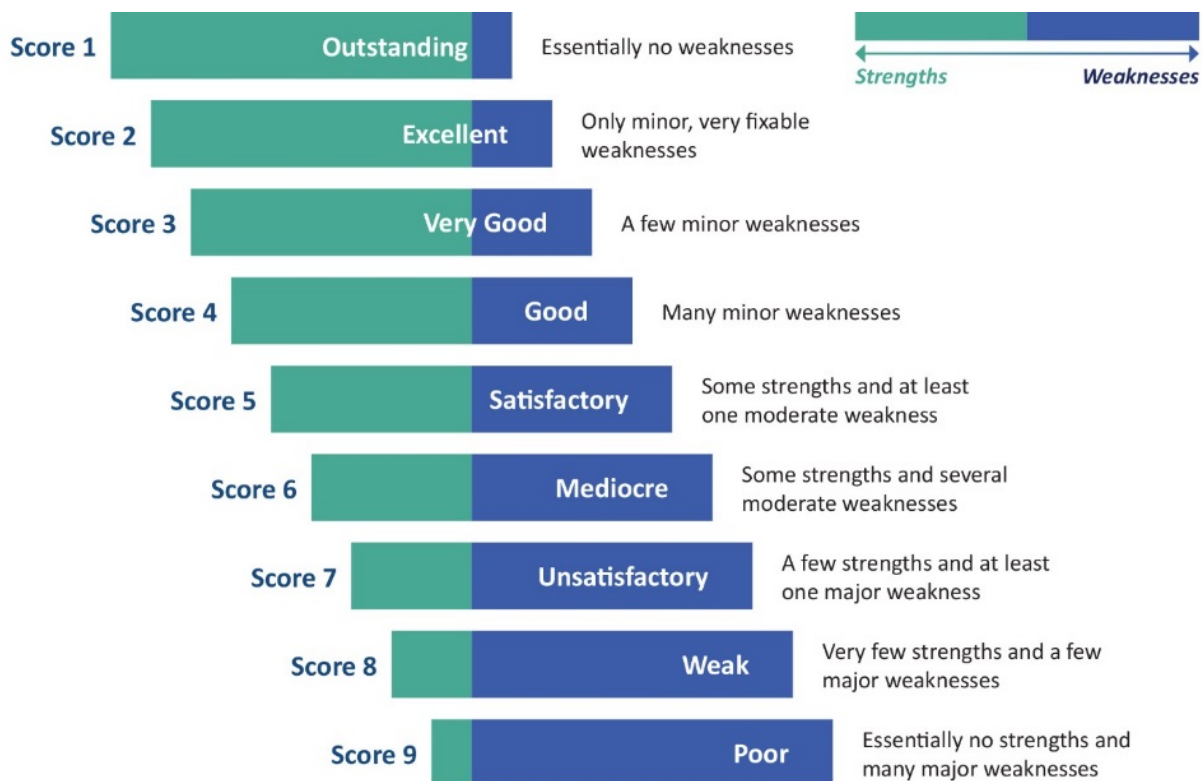 Score 1
Outstanding
Essentially no weaknesses
Strengths
Weaknesses
Score 2
Excellent
Only minor, very fixable
weaknesses
Score 3
Very Good
A few minor weaknesses
Score 4
Good
Many minor weaknesses
Score 5
Satisfactory
Some strengths and at least
one moderate weakness
Score 6
Mediocre
Some strengths and several
moderate weaknesses
Score 7
Unsatisfactory
A few strengths and at least
one major weakness
Score 8
Weak
Very few strengths and a few
major weaknesses
Score 9
Poor
Essentially no strengths and
many major weaknesses